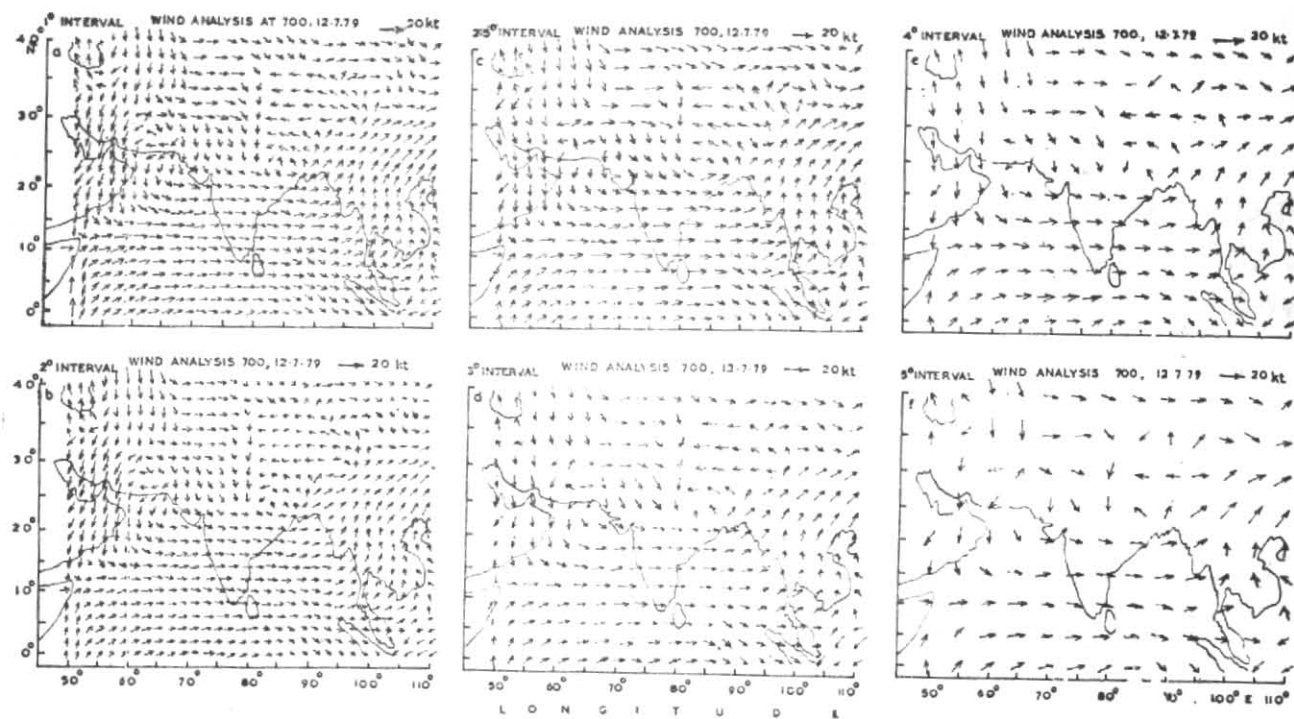 1° INTERVAL WIND ANALYSIS AT 700, 12-7.79 20 kt
a
40°
30°
20°
10°
0°
2.5° INTERVAL WIND ANALYSIS 700, 12.7.79 20 kt
c
4° INTERVAL WIND ANALYSIS 700, 12.7.79 20 kt
e
2° INTERVAL WIND ANALYSIS 700, 12-7-79 20 kt
b
40°
30°
20°
10°
0°
50° 60° 70° 80° 90° 100° 110°
3° INTERVAL WIND ANALYSIS 700, 12-7-79 20 kt
d
50° 60° 70° 80° 90° 100° 110°
5° INTERVAL WIND ANALYSIS 700, 12 7 79 20 kt
f
50° 70° 80° 90° 100° E 110°
LONGITUDE